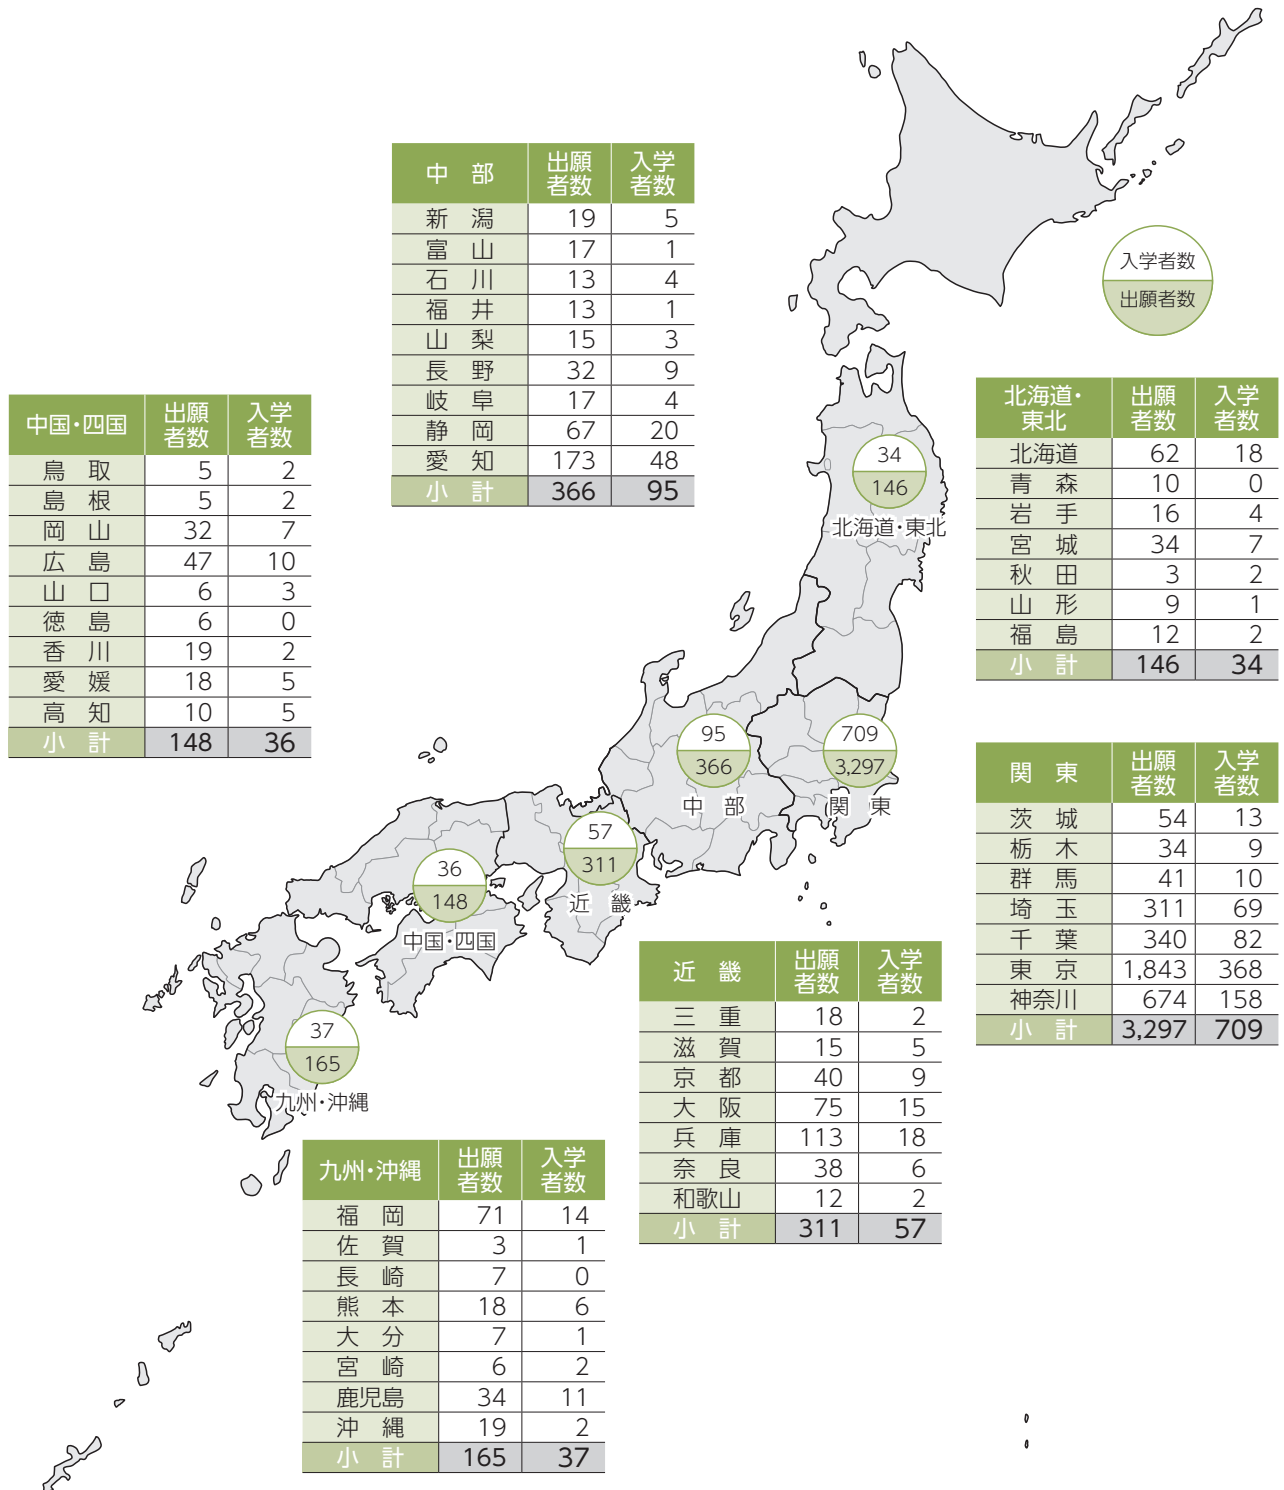 中部 出願者数 入学者数
新潟 19 5
富山 17 1
石川 13 4
福井 13 1
山梨 15 3
長野 32 9
岐阜 17 4
静岡 67 20
愛知 173 48
小計 366 95
入学者数
出願者数
中国・四国 出願者数 入学者数
鳥取 5 2
島根 5 2
岡山 32 7
広島 47 10
山口 6 3
徳島 6 0
香川 19 2
愛媛 18 5
高知 10 5
小計 148 36
北海道・東北 出願者数 入学者数
北海道 62 18
青森 10 0
岩手 16 4
宮城 34 7
秋田 3 2
山形 9 1
福島 12 2
小計 146 34
34
146
北海道・東北
95
366
中部
709
3,297
関東
57
311
近畿
36
148
中国・四国
37
165
九州・沖縄
関東 出願者数 入学者数
茨城 54 13
栃木 34 9
群馬 41 10
埼玉 311 69
千葉 340 82
東京 1,843 368
神奈川 674 158
小計 3,297 709
近畿 出願者数 入学者数
三重 18 2
滋賀 15 5
京都 40 9
大阪 75 15
兵庫 113 18
奈良 38 6
和歌山 12 2
小計 311 57
九州・沖縄 出願者数 入学者数
福岡 71 14
佐賀 3 1
長崎 7 0
熊本 18 6
大分 7 1
宮崎 6 2
鹿児島 34 11
沖縄 19 2
小計 165 37